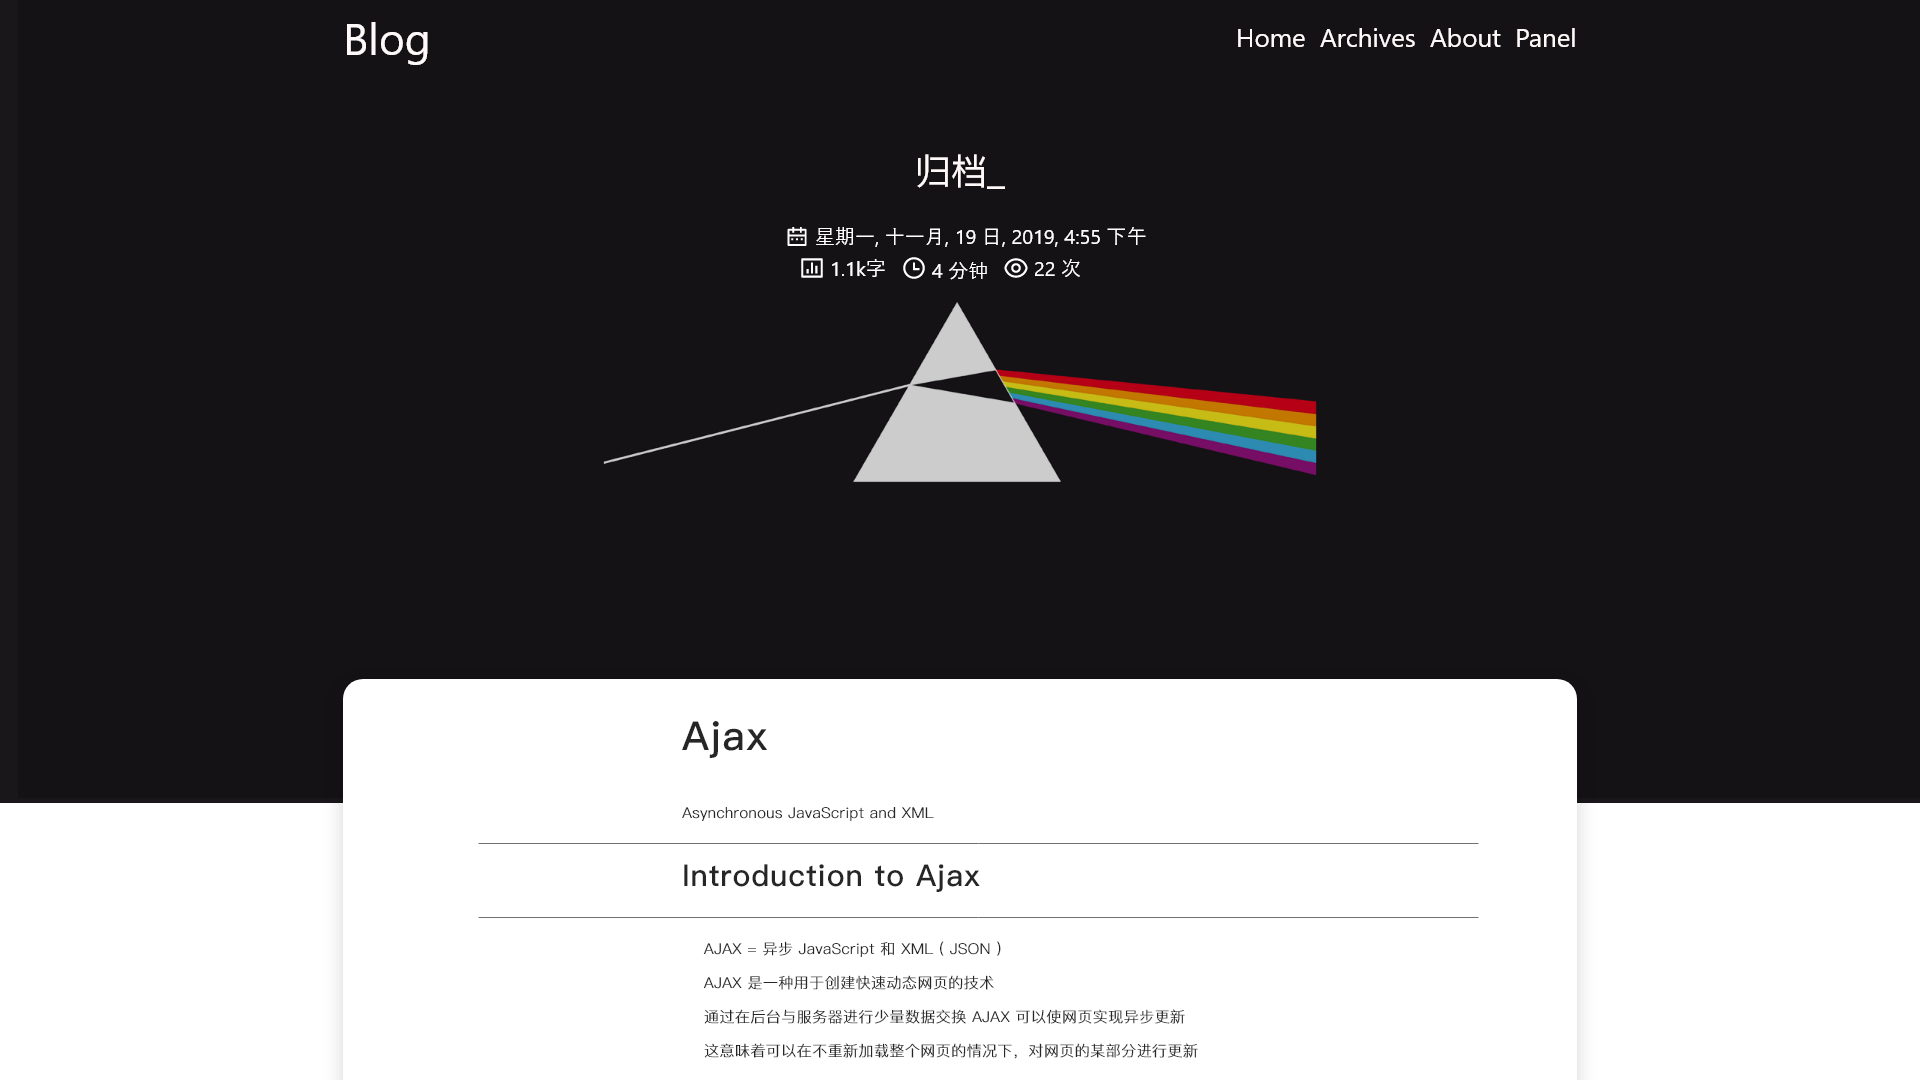 Blog
Home Archives About Panel
归档_
星期一, 十一月, 19 日, 2019, 4:55 下午
1.1k字 4 分钟 22 次
Ajax
Asynchronous JavaScript and XML
Introduction to Ajax
AJAX = 异步 JavaScript 和 XML ( JSON )
AJAX 是一种用于创建快速动态网页的技术
通过在后台与服务器进行少量数据交换 AJAX 可以使网页实现异步更新
这意味着可以在不重新加载整个网页的情况下，对网页的某部分进行更新